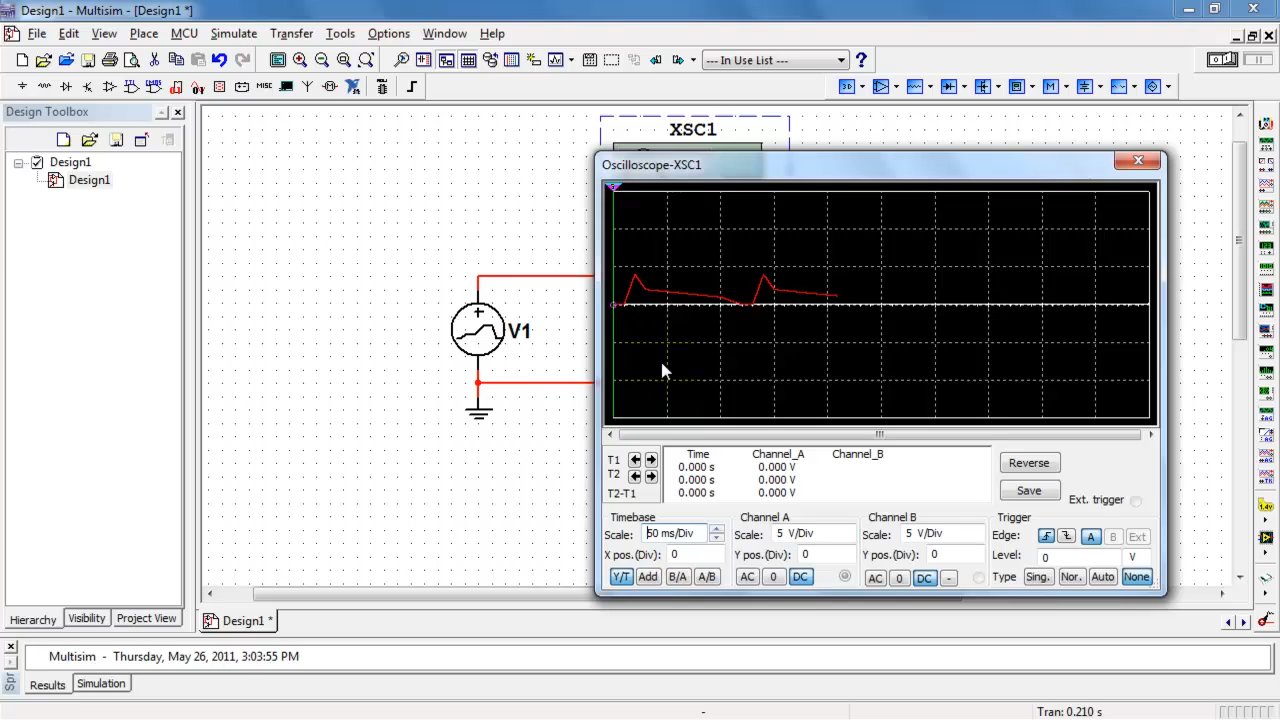 Design1 - Multisim - [Design1 *]
File Edit View Place MCU Simulate Transfer Tools Options Window Help
--- In Use List --- ?
MISC
Design Toolbox
Design1
Design1
XSC1
Oscilloscope-XSC1
V1
Time Channel_A Channel_B
T1 0.000 s 0.000 V
T2 0.000 s 0.000 V
T2-T1 0.000 s 0.000 V
Reverse
Save
Ext. trigger
Timebase Channel A Channel B Trigger
Scale: 50 ms/Div Scale: 5 V/Div Scale: 5 V/Div Edge: A B Ext
X pos.(Div): 0 Y pos.(Div): 0 Y pos.(Div): 0 Level: 0 V
Y/T Add B/A A/B AC 0 DC AC 0 DC - Type Sing. Nor. Auto None
Hierarchy Visibility Project View
Design1 *
Multisim - Thursday, May 26, 2011, 3:03:55 PM
Results Simulation
Spr
- Tran: 0.210 s